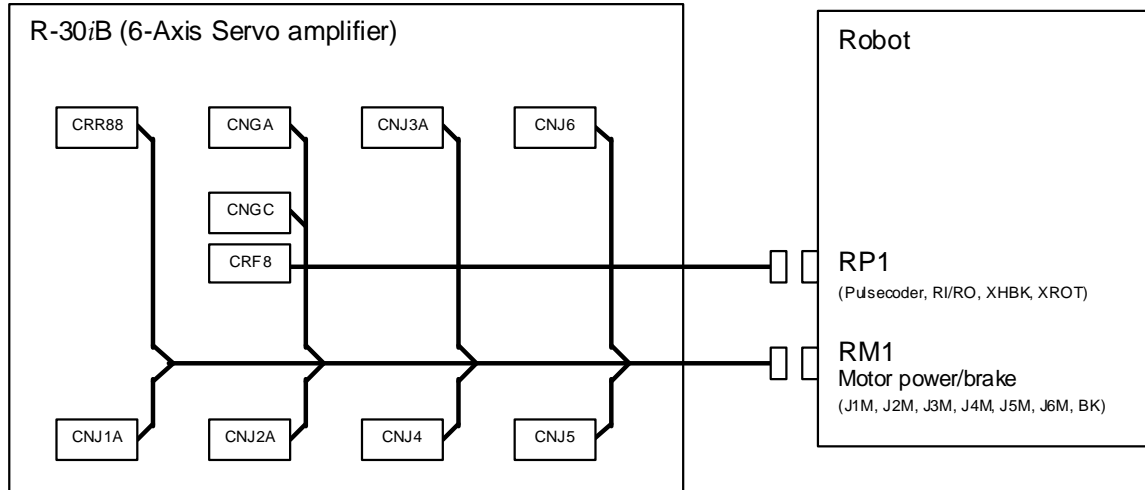 R-30iB (6-Axis Servo amplifier)
Robot
CRR88
CNGA
CNJ3A
CNJ6
CNGC
CRF8
RP1
(Pulsecoder, RI/RO, XHBK, XROT)
RM1
Motor power/brake
(J1M, J2M, J3M, J4M, J5M, J6M, BK)
CNJ1A
CNJ2A
CNJ4
CNJ5